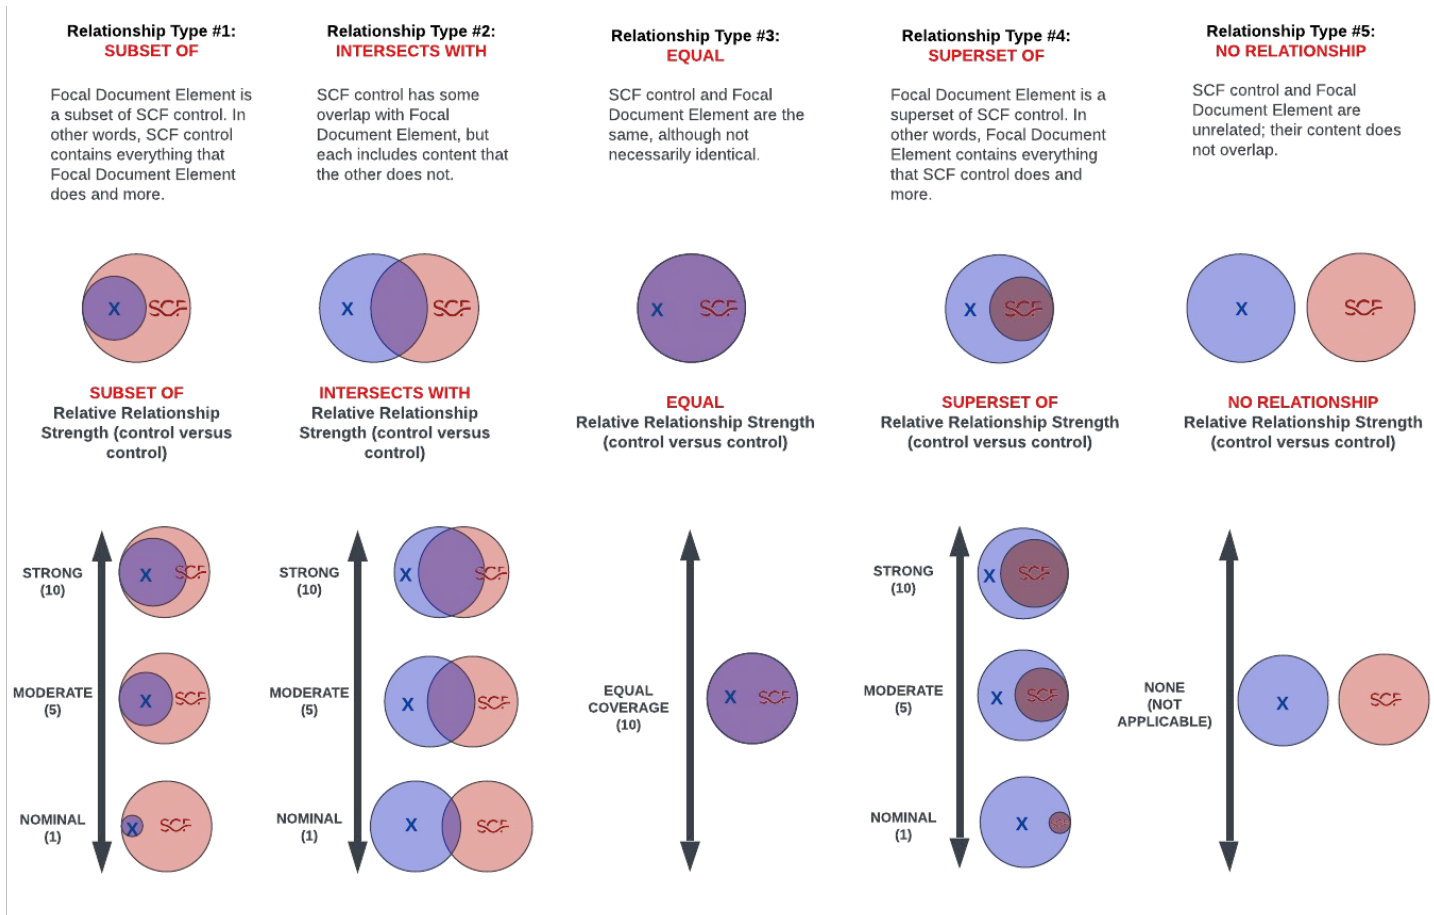 Relationship Type #1:
SUBSET OF
Focal Document Element is
a subset of SCF control. In
other words, SCF control
contains everything that
Focal Document Element
does and more.
X
SCF
SUBSET OF
Relative Relationship
Strength (control versus
control)
STRONG
(10)
X
SCF
MODERATE
(5)
X
SCF
NOMINAL
(1)
X
SCF
Relationship Type #2:
INTERSECTS WITH
SCF control has some
overlap with Focal
Document Element, but
each includes content that
the other does not.
X
SCF
INTERSECTS WITH
Relative Relationship
Strength (control versus
control)
STRONG
(10)
X
SCF
MODERATE
(5)
X
SCF
NOMINAL
(1)
X
SCF
Relationship Type #3:
EQUAL
SCF control and Focal
Document Element are the
same, although not
necessarily identical.
X
SCF
EQUAL
Relative Relationship Strength
(control versus control)
EQUAL
COVERAGE
(10)
X
SCF
Relationship Type #4:
SUPERSET OF
Focal Document Element is a
superset of SCF control. In
other words, Focal Document
Element contains everything
that SCF control does and
more.
X
SCF
SUPERSET OF
Relative Relationship Strength
(control versus control)
STRONG
(10)
X
SCF
MODERATE
(5)
X
SCF
NOMINAL
(1)
X
SCF
Relationship Type #5:
NO RELATIONSHIP
SCF control and Focal
Document Element are
unrelated; their content does
not overlap.
X
SCF
NO RELATIONSHIP
Relative Relationship Strength
(control versus control)
NONE
(NOT
APPLICABLE)
X
SCF